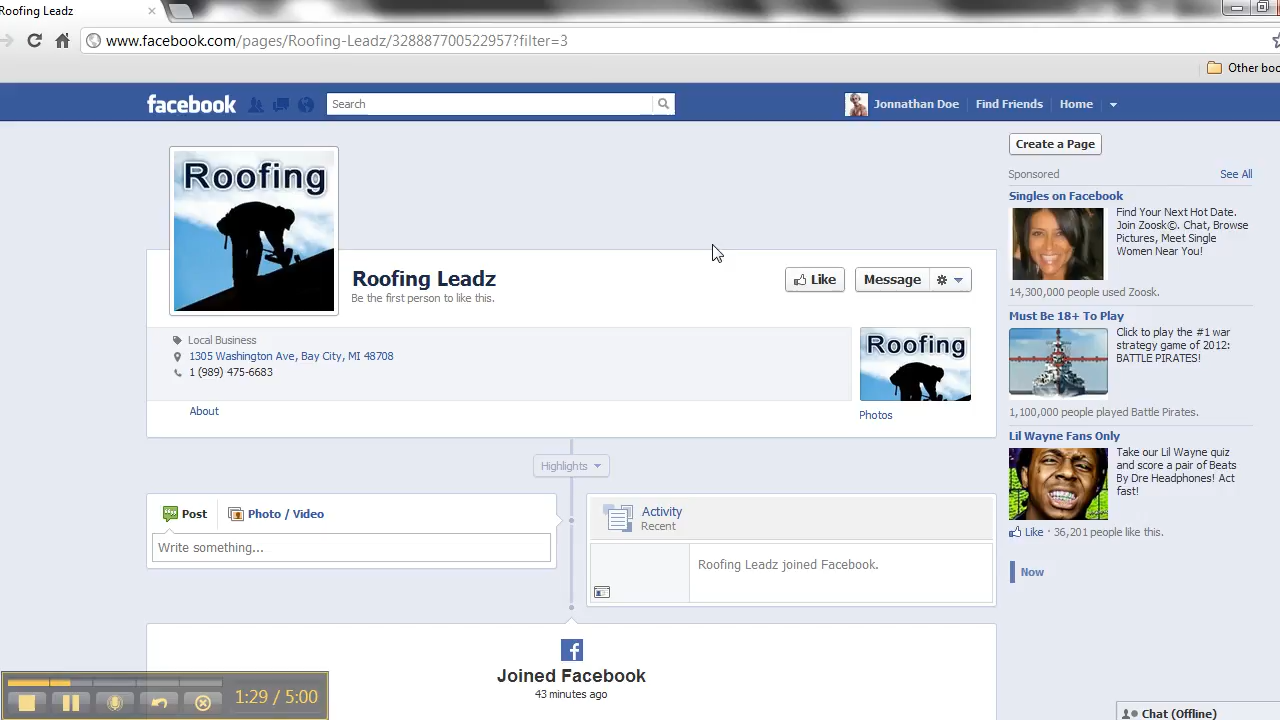 Roofing Leadz
www.facebook.com/pages/Roofing-Leadz/328887700522957?filter=3
Other boo
facebook
Search
Jonnathan Doe
Find Friends
Home
Roofing
Roofing Leadz
Be the first person to like this.
Like
Message
Local Business
1305 Washington Ave, Bay City, MI 48708
1 (989) 475-6683
About
Roofing
Photos
Highlights
Post
Photo / Video
Write something...
Activity
Recent
Roofing Leadz joined Facebook.
Joined Facebook
43 minutes ago
Create a Page
Sponsored
See All
Singles on Facebook
Find Your Next Hot Date.
Join Zoosk©. Chat, Browse
Pictures, Meet Single
Women Near You!
14,300,000 people used Zoosk.
Must Be 18+ To Play
Click to play the #1 war
strategy game of 2012:
BATTLE PIRATES!
1,100,000 people played Battle Pirates.
Lil Wayne Fans Only
Take our Lil Wayne quiz
and score a pair of Beats
By Dre Headphones! Act
fast!
Like · 36,201 people like this.
Now
1:29 / 5:00
Chat (Offline)